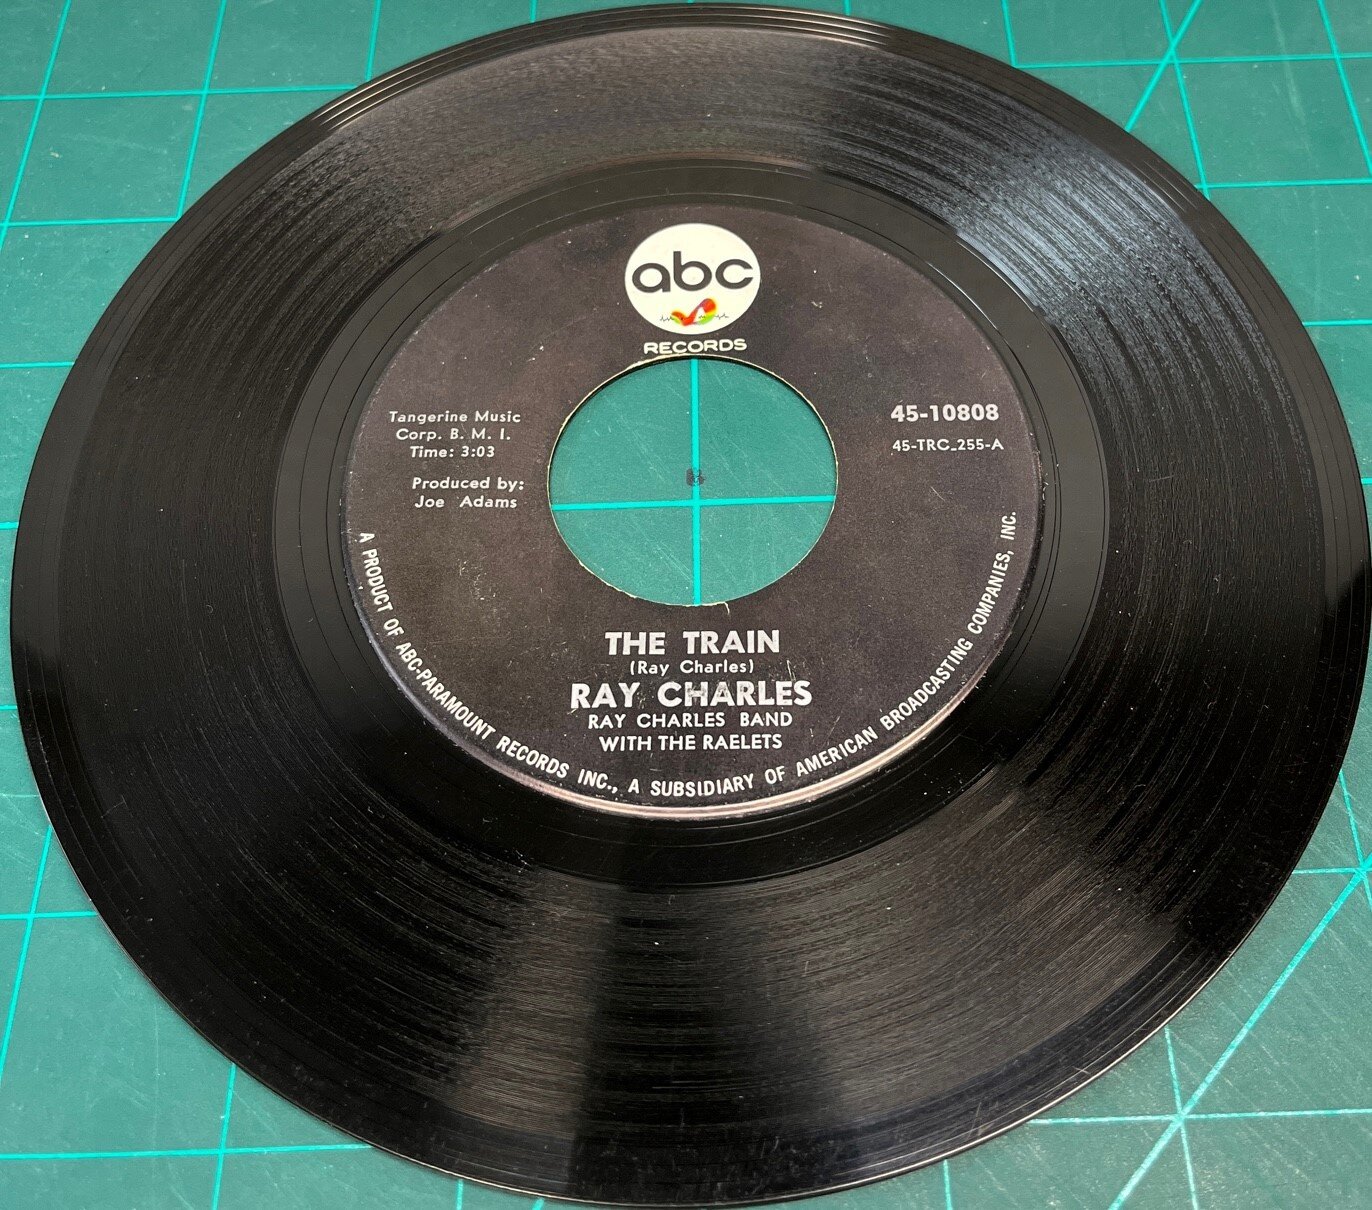 abc
RECORDS
Tangerine Music
Corp. B. M. I.
Time: 3:03
Produced by:
Joe Adams
45-10808
45-TRC-255-A
THE TRAIN
(Ray Charles)
RAY CHARLES
RAY CHARLES BAND
WITH THE RAELETS
A PRODUCT OF ABC-PARAMOUNT RECORDS INC., A SUBSIDIARY OF AMERICAN BROADCASTING COMPANIES, INC.